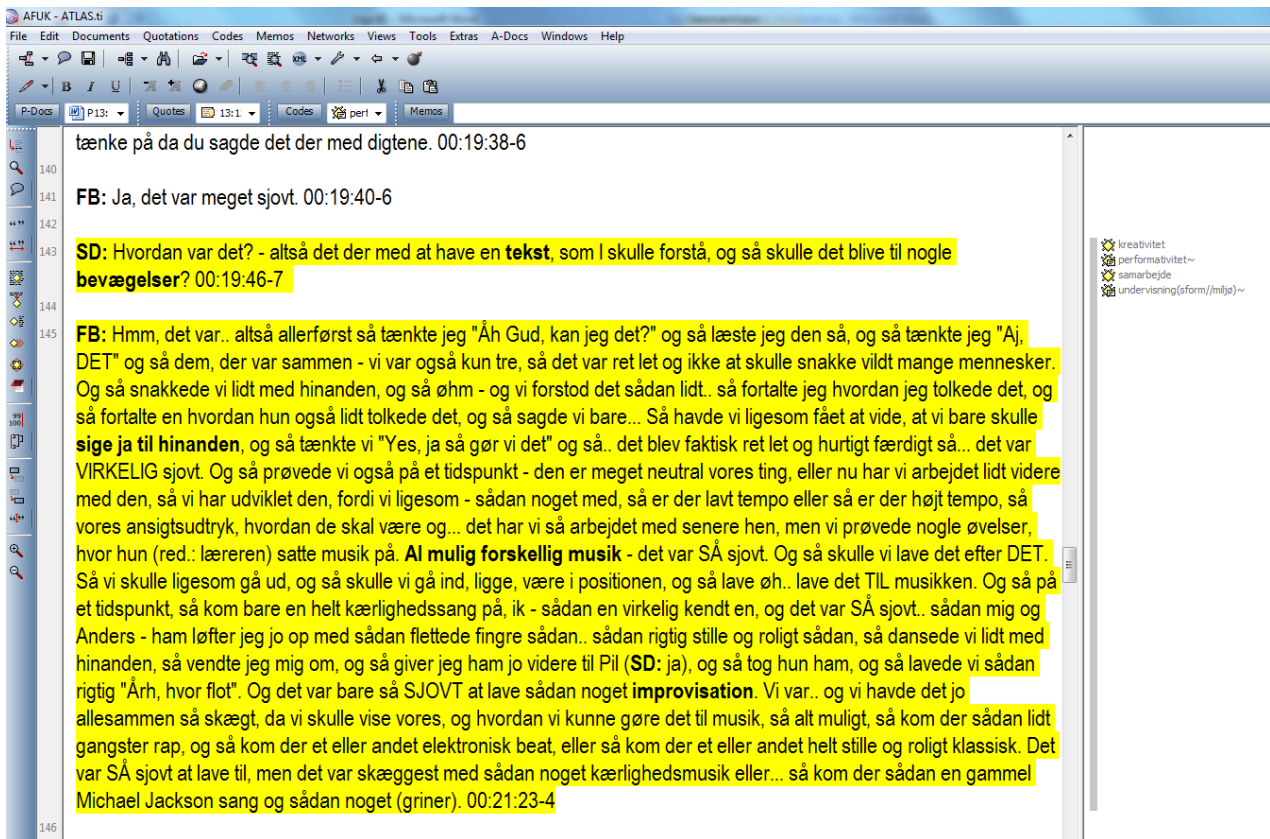 AFUK - ATLAS.ti
File Edit Documents Quotations Codes Memos Networks Views Tools Extras A-Docs Windows Help
XML
B I U
P-Docs P13: Quotes 13:1 Codes perf Memos
tænke på da du sagde det der med digtene. 00:19:38-6
140
141 FB: Ja, det var meget sjovt. 00:19:40-6
142
143 SD: Hvordan var det? - altså det der med at have en tekst, som I skulle forstå, og så skulle det blive til nogle
bevægelser? 00:19:46-7
144
145 FB: Hmm, det var.. altså allerførst så tænkte jeg "Åh Gud, kan jeg det?" og så læste jeg den så, og så tænkte jeg "Aj,
DET" og så dem, der var sammen - vi var også kun tre, så det var ret let og ikke at skulle snakke vildt mange mennesker.
Og så snakkede vi lidt med hinanden, og så øhm - og vi forstod det sådan lidt.. så fortalte jeg hvordan jeg tolkede det, og
så fortalte en hvordan hun også lidt tolkede det, og så sagde vi bare... Så havde vi ligesom fået at vide, at vi bare skulle
sige ja til hinanden, og så tænkte vi "Yes, ja så gør vi det" og så.. det blev faktisk ret let og hurtigt færdigt så... det var
VIRKELIG sjovt. Og så prøvede vi også på et tidspunkt - den er meget neutral vores ting, eller nu har vi arbejdet lidt videre
med den, så vi har udviklet den, fordi vi ligesom - sådan noget med, så er der lavt tempo eller så er der højt tempo, så
vores ansigtsudtryk, hvordan de skal være og... det har vi så arbejdet med senere hen, men vi prøvede nogle øvelser,
hvor hun (red.: læreren) satte musik på. Al mulig forskellig musik - det var SÅ sjovt. Og så skulle vi lave det efter DET.
Så vi skulle ligesom gå ud, og så skulle vi gå ind, ligge, være i positionen, og så lave øh.. lave det TIL musikken. Og så på
et tidspunkt, så kom bare en helt kærlighedssang på, ik - sådan en virkelig kendt en, og det var SÅ sjovt.. sådan mig og
Anders - ham løfter jeg jo op med sådan flettede fingre sådan.. sådan rigtig stille og roligt sådan, så dansede vi lidt med
hinanden, så vendte jeg mig om, og så giver jeg ham jo videre til Pil (SD: ja), og så tog hun ham, og så lavede vi sådan
rigtig "Årh, hvor flot". Og det var bare så SJOVT at lave sådan noget improvisation. Vi var.. og vi havde det jo
allesammen så skægt, da vi skulle vise vores, og hvordan vi kunne gøre det til musik, så alt muligt, så kom der sådan lidt
gangster rap, og så kom der et eller andet elektronisk beat, eller så kom der et eller andet helt stille og roligt klassisk. Det
var SÅ sjovt at lave til, men det var skæggest med sådan noget kærlighedsmusik eller... så kom der sådan en gammel
Michael Jackson sang og sådan noget (griner). 00:21:23-4
146
kreativitet
performativitet~
samarbejde
undervisning(sform//miljø)~